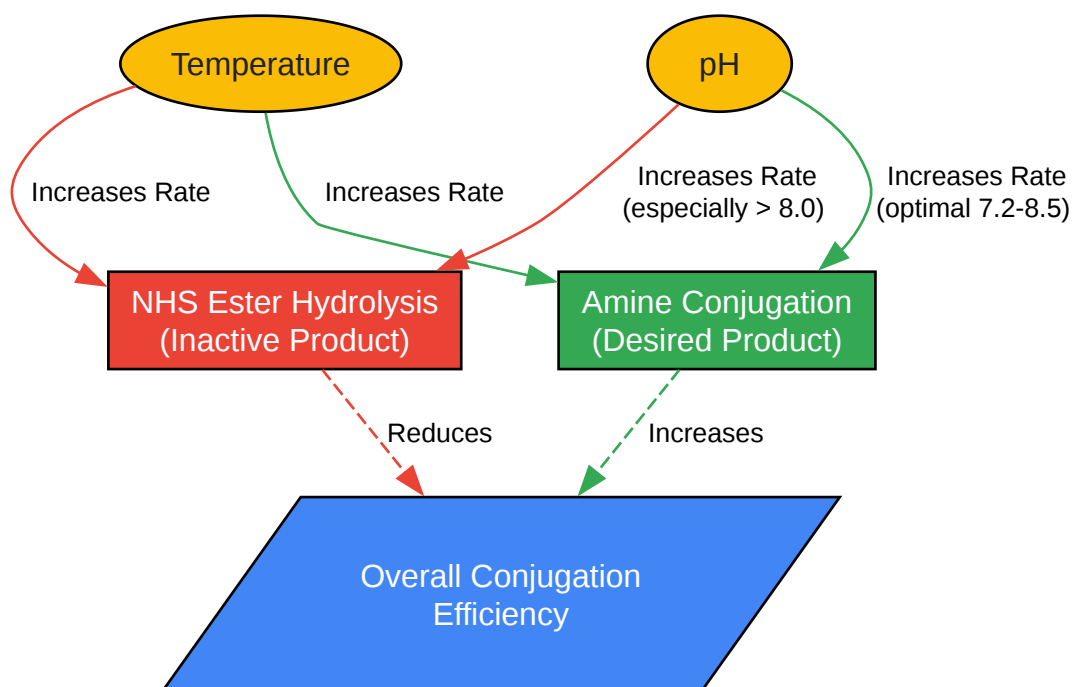 Temperature
pH
Increases Rate
Increases Rate
Increases Rate
(especially > 8.0)
Increases Rate
(optimal 7.2-8.5)
NHS Ester Hydrolysis
(Inactive Product)
Amine Conjugation
(Desired Product)
Reduces
Increases
Overall Conjugation
Efficiency